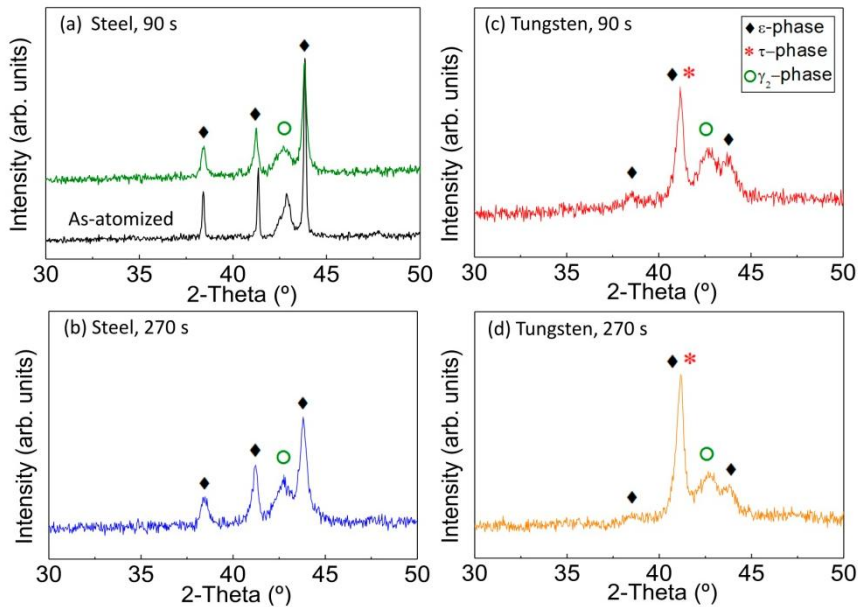 (a) Steel, 90 s
As-atomized
Intensity (arb. units)
30 35 40 45 50
2-Theta (º)
(c) Tungsten, 90 s
ε-phase
τ-phase
γ₂-phase
Intensity (arb. units)
30 35 40 45 50
2-Theta (º)
(b) Steel, 270 s
Intensity (arb. units)
30 35 40 45 50
2-Theta (º)
(d) Tungsten, 270 s
Intensity (arb. units)
30 35 40 45 50
2-Theta (º)